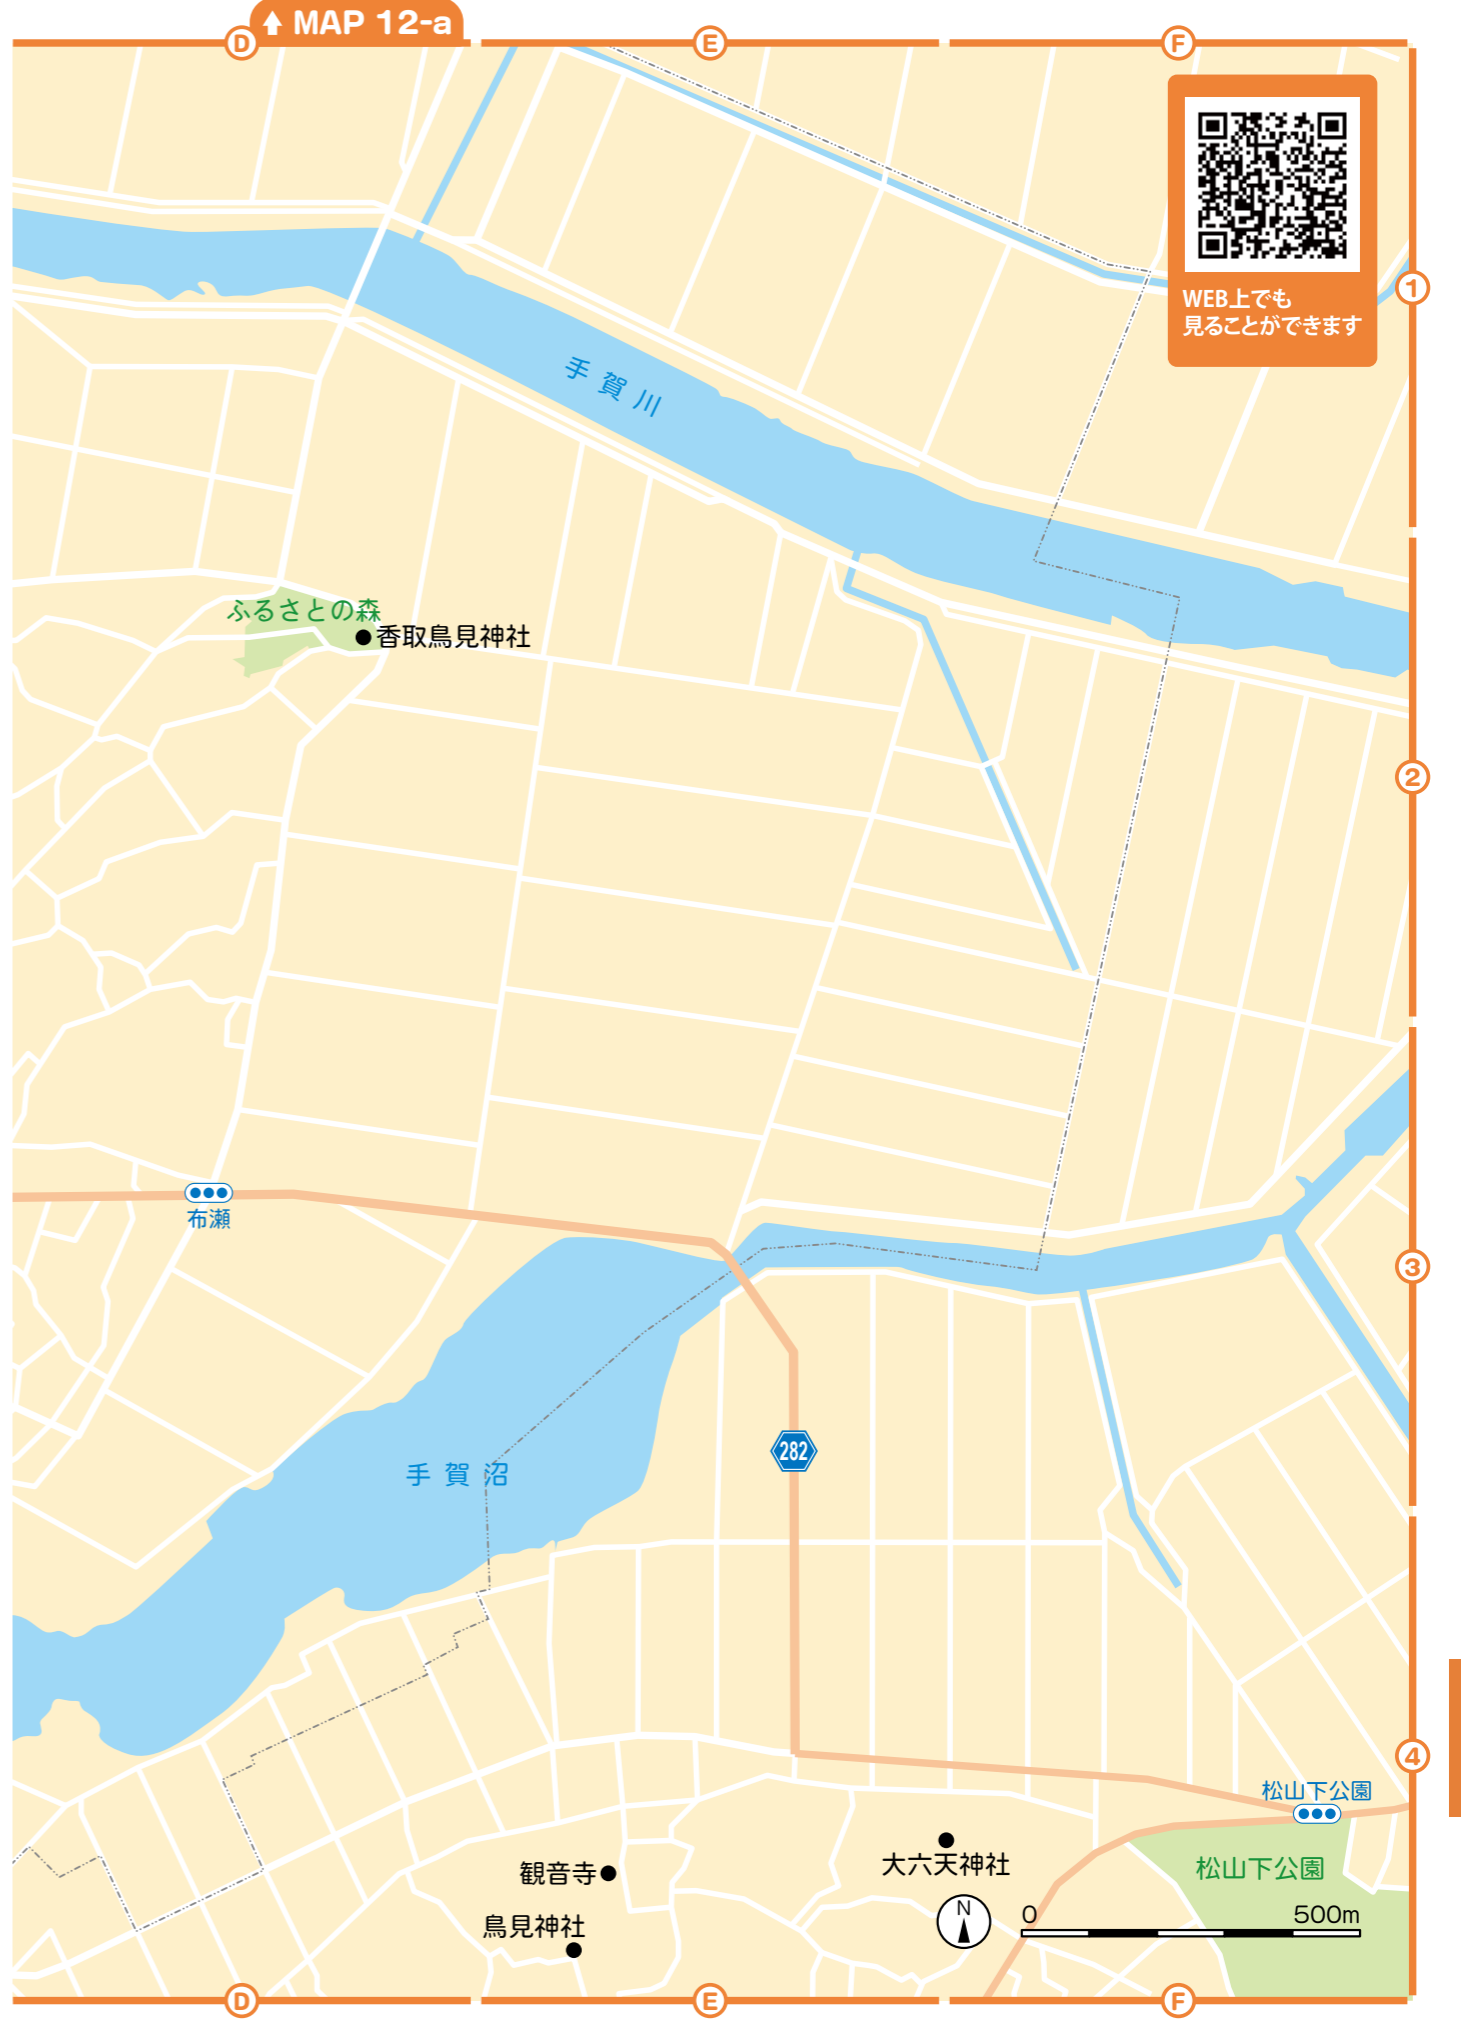 MAP 12-a
D
E
F
WEB上でも
見ることができます
1
手賀川
ふるさとの森
香取鳥見神社
2
布瀬
3
282
手賀沼
4
松山下公園
大六天神社
松山下公園
観音寺
鳥見神社
N
0
500m
D
E
F